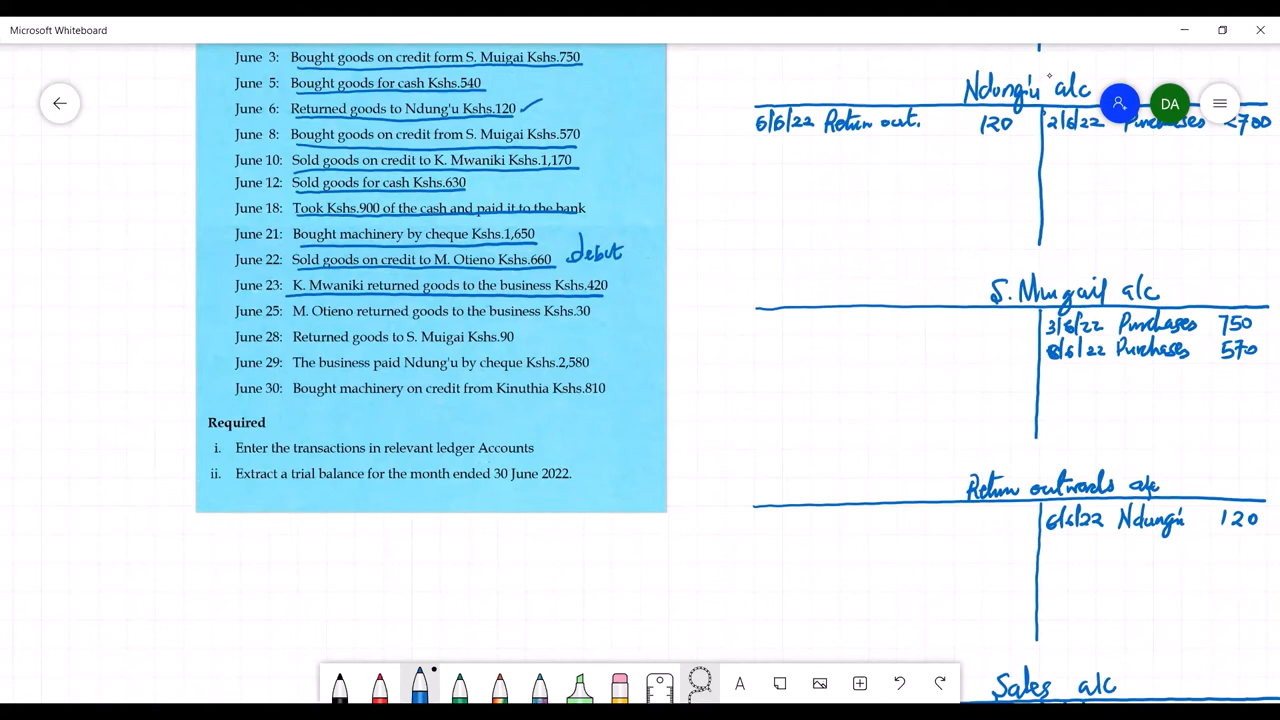 Microsoft Whiteboard
June 3: Bought goods on credit form S. Muigai Kshs.750
June 5: Bought goods for cash Kshs.540
June 6: Returned goods to Ndung'u Kshs.120
June 8: Bought goods on credit from S. Muigai Kshs.570
June 10: Sold goods on credit to K. Mwaniki Kshs.1,170
June 12: Sold goods for cash Kshs.630
June 18: Took Kshs.900 of the cash and paid it to the bank
June 21: Bought machinery by cheque Kshs.1,650
June 22: Sold goods on credit to M. Otieno Kshs.660
debut
June 23: K. Mwaniki returned goods to the business Kshs.420
June 25: M. Otieno returned goods to the business Kshs.30
June 28: Returned goods to S. Muigai Kshs.90
June 29: The business paid Ndung'u by cheque Kshs.2,580
June 30: Bought machinery on credit from Kinuthia Kshs.810
Required
i. Enter the transactions in relevant ledger Accounts
ii. Extract a trial balance for the month ended 30 June 2022.
Ndung'u a/c
DA
6/6/22 Return out. 120 2/6/22 Purchases 2700
S. Mugail a/c
3/6/22 Purchases 750
8/6/22 Purchases 570
Return outwards a/c
6/6/22 Ndung'u 120
Sales a/c
A